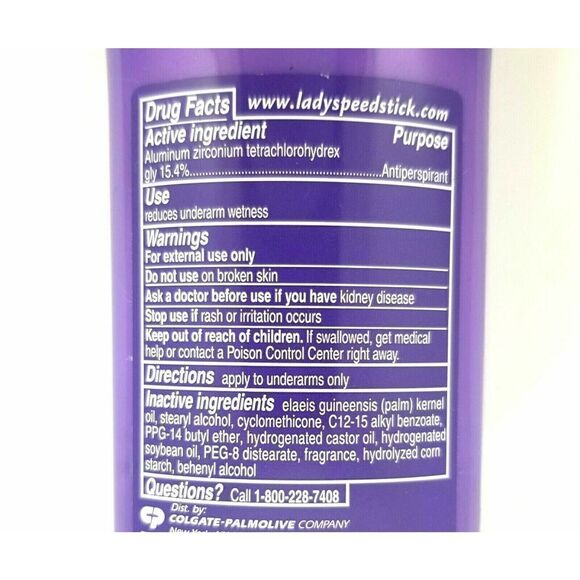 Drug Facts www.ladyspeedstick.com
Active ingredient Purpose
Aluminum zirconium tetrachlorohydrex
gly 15.4%............................................Antiperspirant
Use
reduces underarm wetness
Warnings
For external use only
Do not use on broken skin
Ask a doctor before use if you have kidney disease
Stop use if rash or irritation occurs
Keep out of reach of children. If swallowed, get medical
help or contact a Poison Control Center right away.
Directions apply to underarms only
Inactive ingredients elaeis guineensis (palm) kernel
oil, stearyl alcohol, cyclomethicone, C12-15 alkyl benzoate,
PPG-14 butyl ether, hydrogenated castor oil, hydrogenated
soybean oil, PEG-8 distearate, fragrance, hydrolyzed corn
starch, behenyl alcohol
Questions? Call 1-800-228-7408
Dist. by:
COLGATE-PALMOLIVE COMPANY
New York